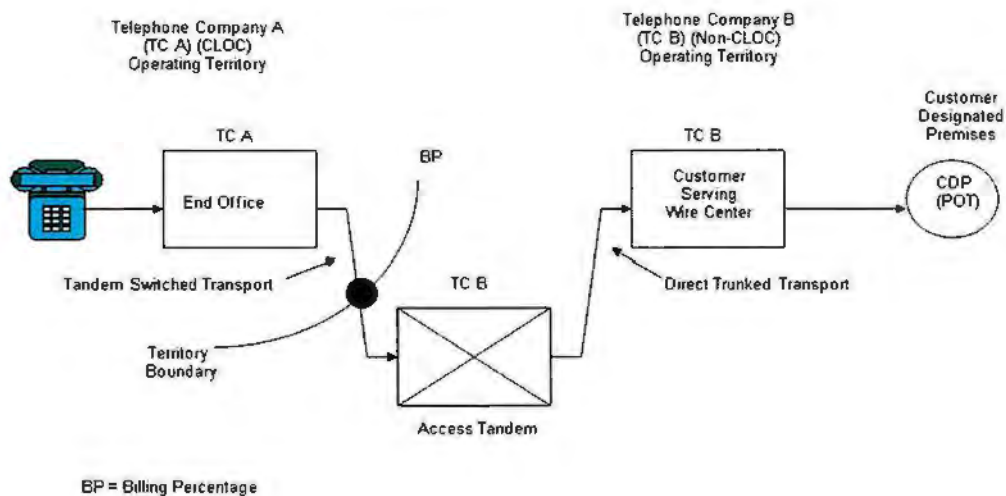 Telephone Company A
(TC A) (CLOC)
Operating Territory
Telephone Company B
(TC B) (Non-CLOC)
Operating Territory
Customer
Designated
Premises
TC A
BP
TC B
End Office
Customer
Serving
Wire Center
CDP
(POT)
Tandem Switched Transport
TC B
Direct Trunked Transport
Territory
Boundary
Access Tandem
BP = Billing Percentage